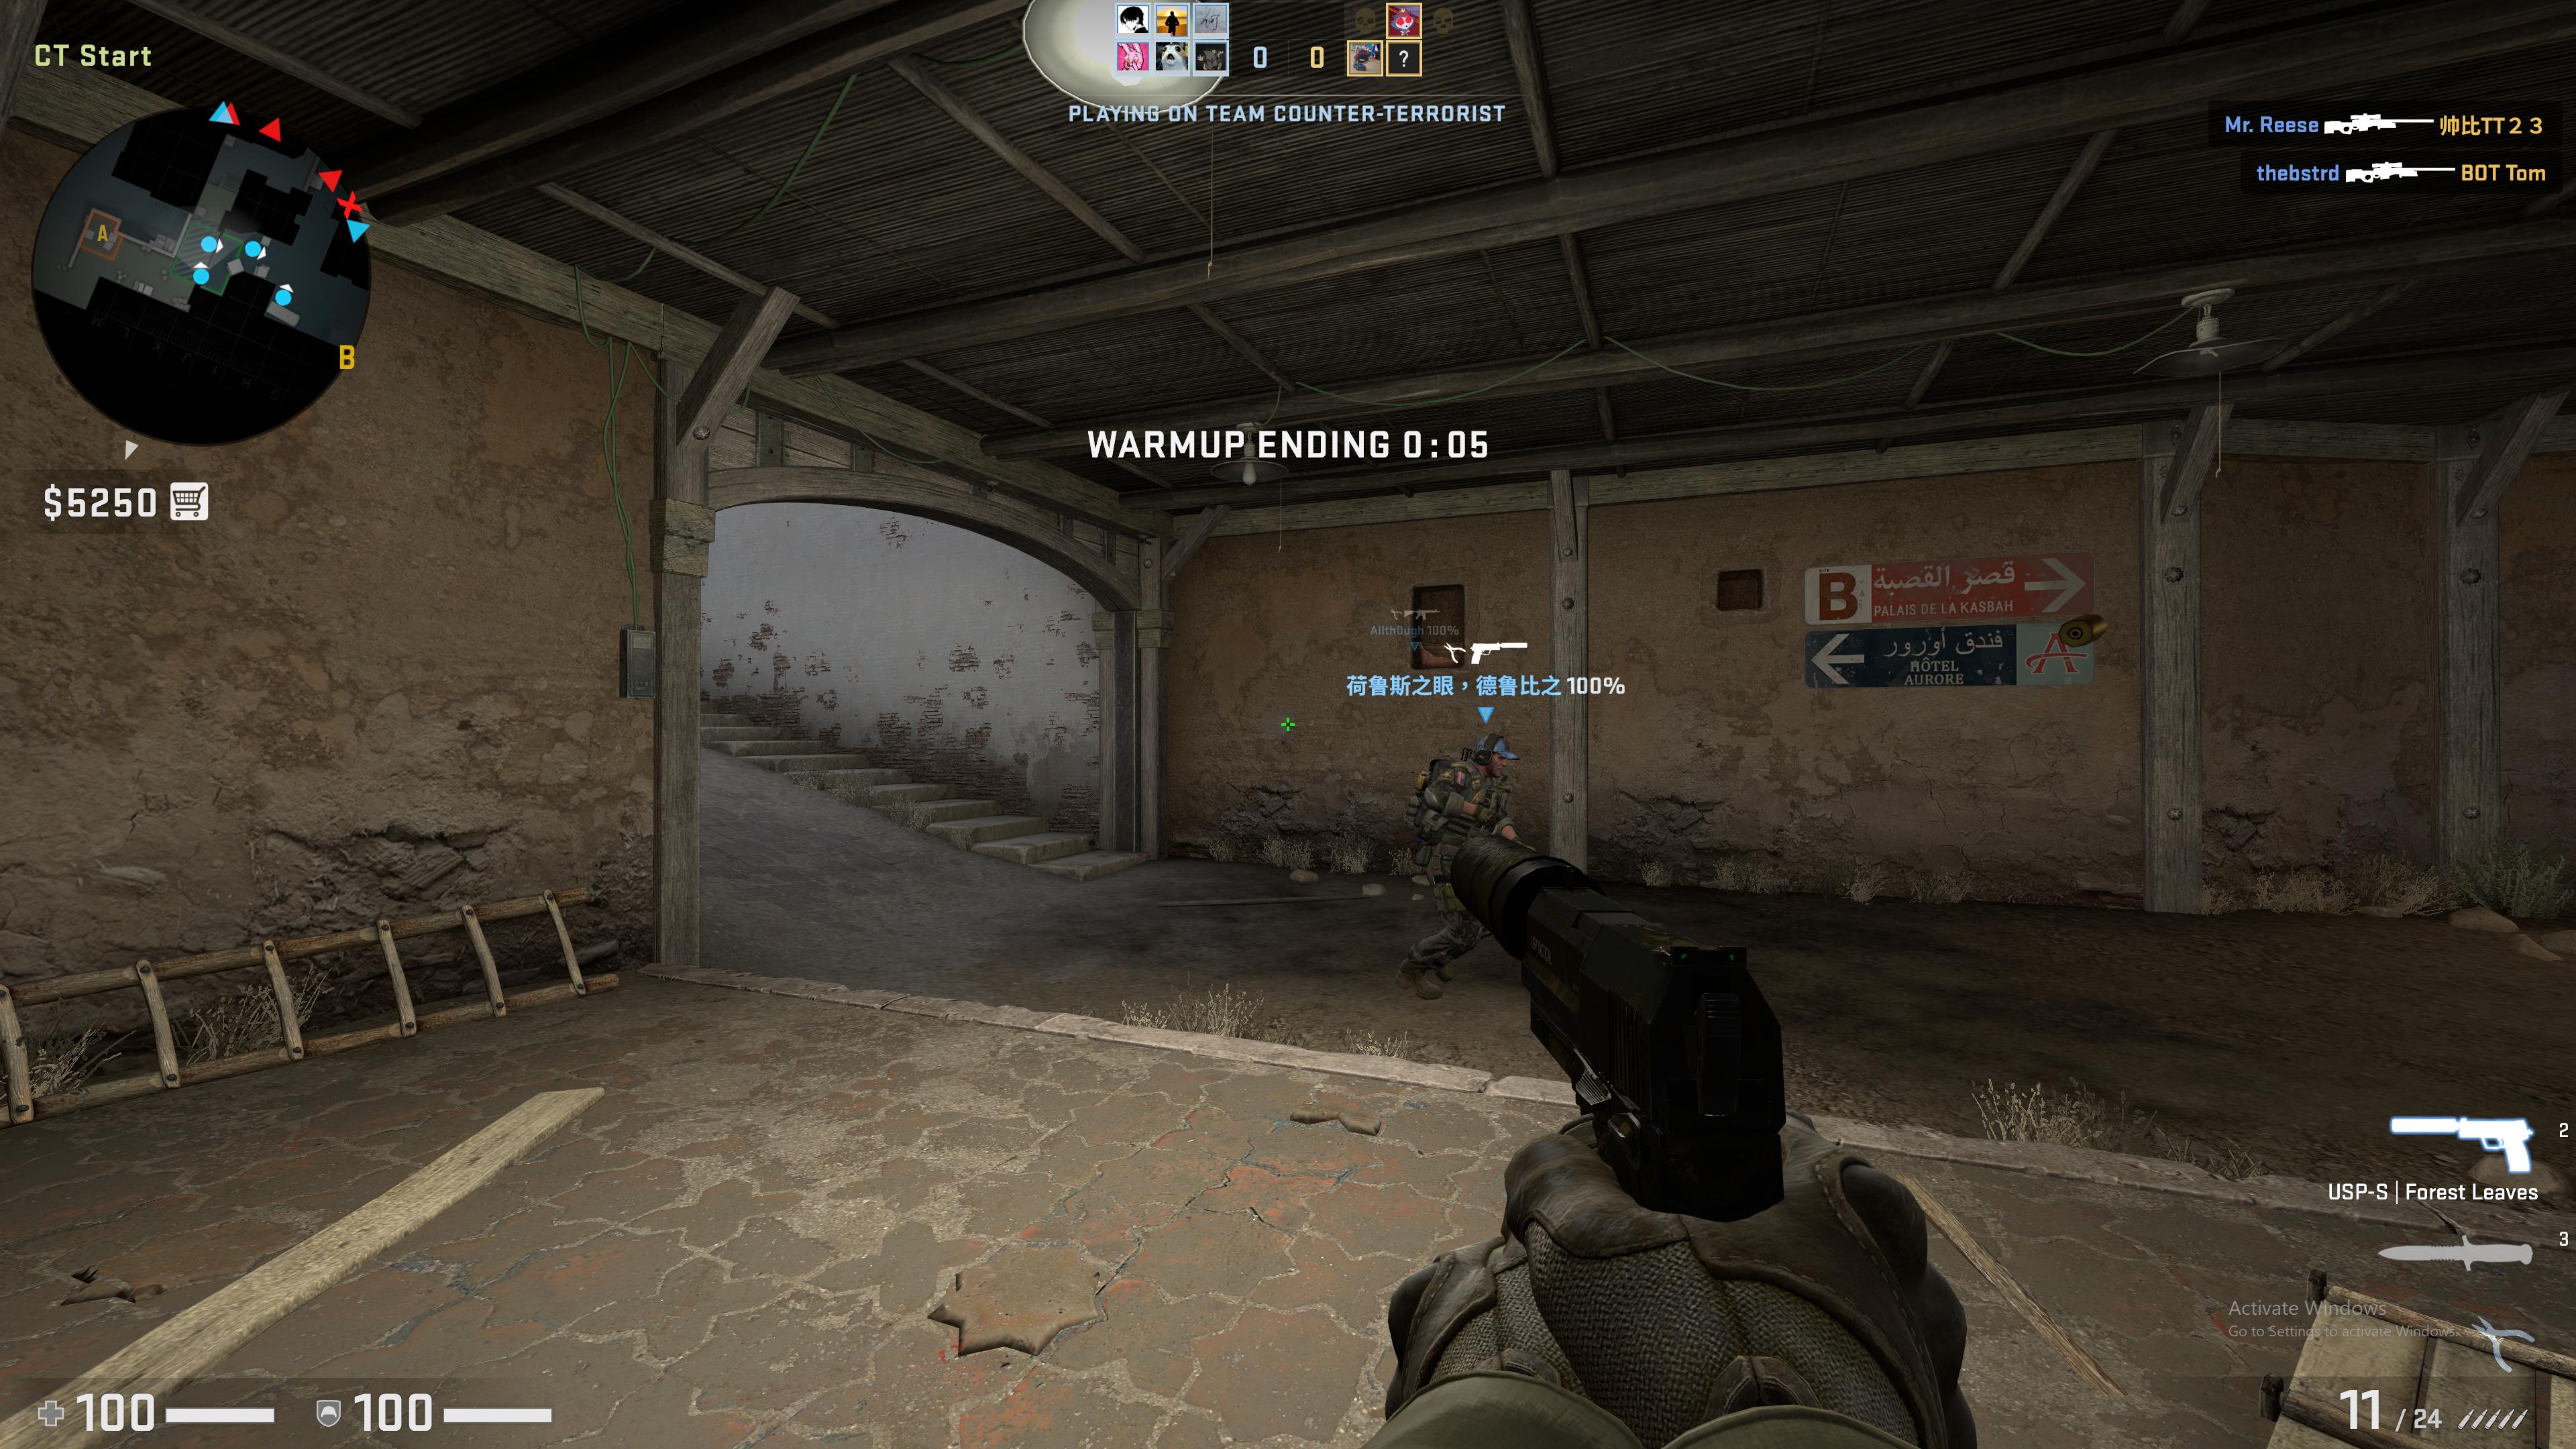 CT Start
0 0
?
PLAYING ON TEAM COUNTER-TERRORIST
Mr. Reese 帅比TT２３
thebstrd BOT Tom
A
B
$5250
WARMUP ENDING 0:05
B قصر القصبة
PALAIS DE LA KASBAH
فندق أورور A
HÔTEL
AURORE
Allth0ugh 100%
荷鲁斯之眼，德鲁比之 100%
2
USP-S | Forest Leaves
3
Activate Windows
Go to Settings to activate Windows.
100 100
11 / 24